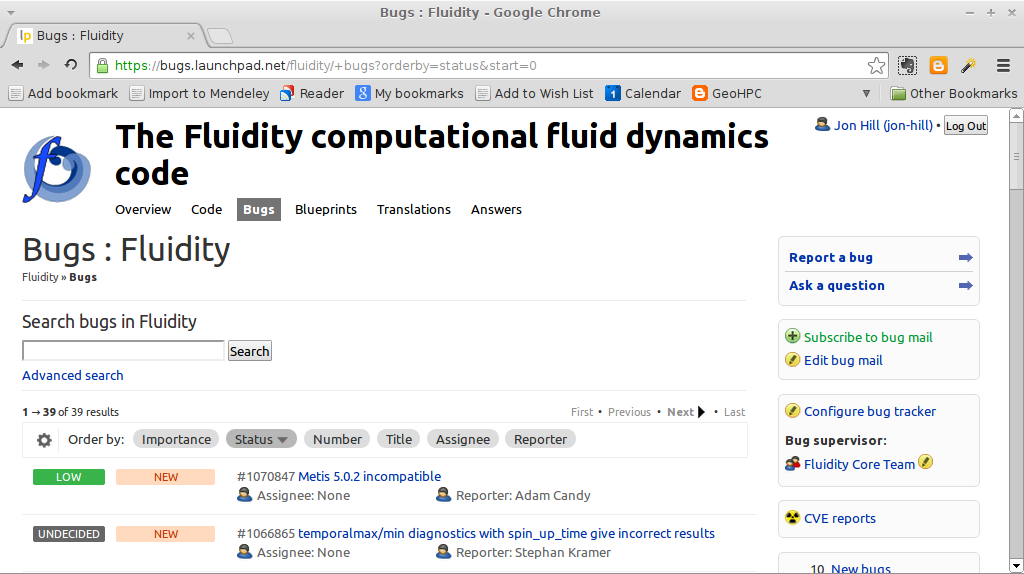 Bugs : Fluidity - Google Chrome
lp Bugs : Fluidity
https://bugs.launchpad.net/fluidity/+bugs?orderby=status&start=0
Add bookmark Import to Mendeley Reader 8 My bookmarks Add to Wish List 1 Calendar GeoHPC Other Bookmarks
Jon Hill (jon-hill) • Log Out
The Fluidity computational fluid dynamics
code
Overview Code Bugs Blueprints Translations Answers
Bugs : Fluidity
Fluidity » Bugs
Report a bug
Ask a question
Search bugs in Fluidity
Search
Advanced search
Subscribe to bug mail
Edit bug mail
1 → 39 of 39 results First • Previous • Next • Last
Order by: Importance Status Number Title Assignee Reporter
Configure bug tracker
Bug supervisor:
Fluidity Core Team
LOW NEW #1070847 Metis 5.0.2 incompatible
Assignee: None Reporter: Adam Candy
UNDECIDED NEW #1066865 temporalmax/min diagnostics with spin_up_time give incorrect results
Assignee: None Reporter: Stephan Kramer
CVE reports
10 New bugs